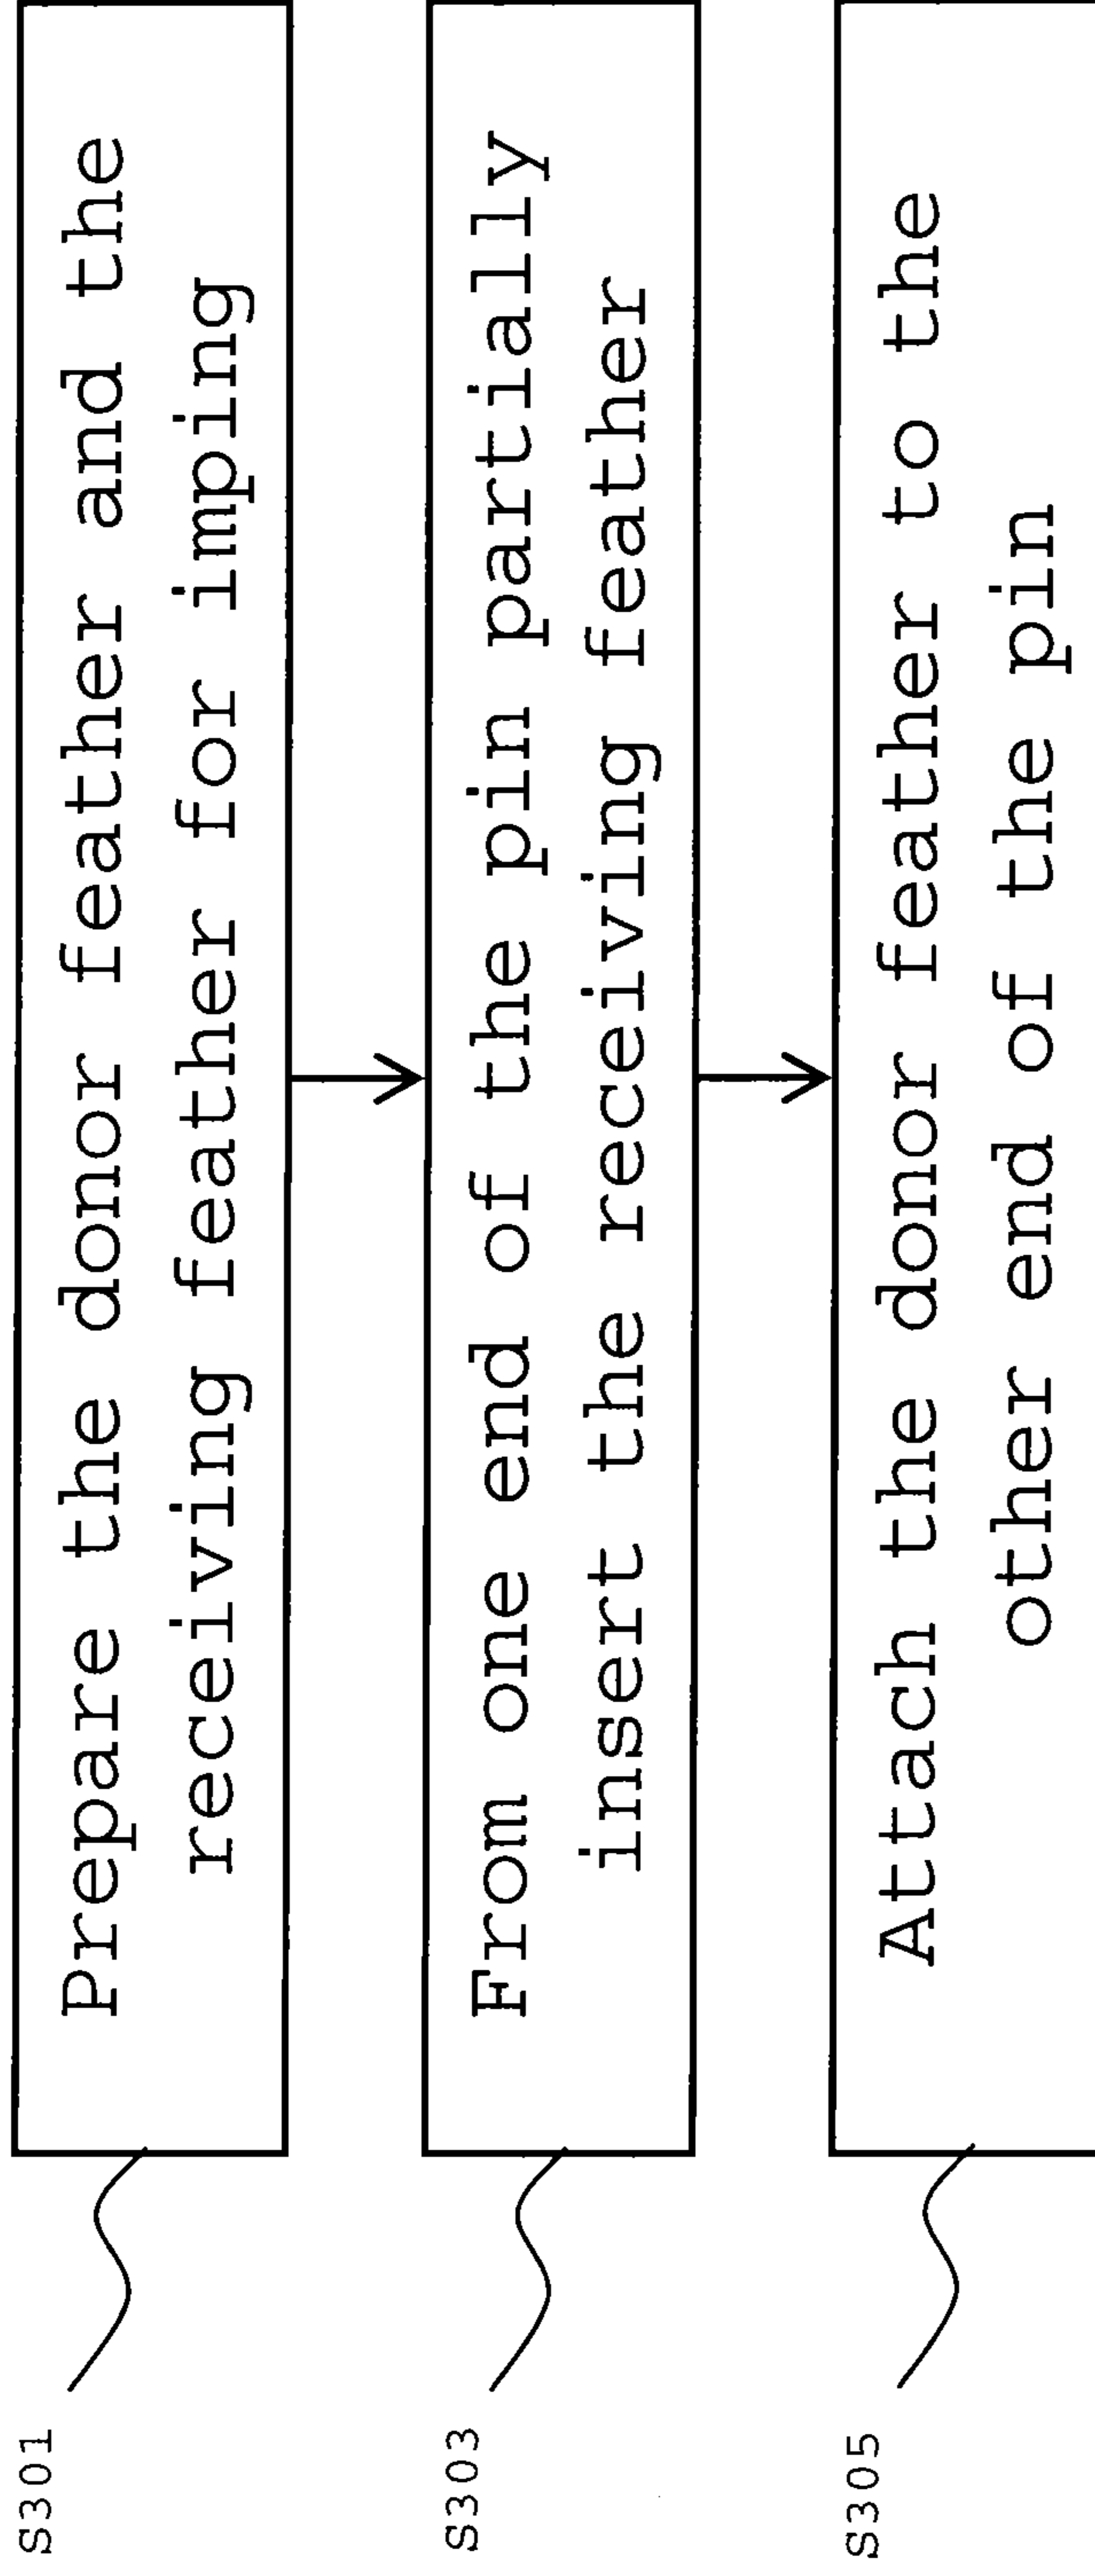 S301
Prepare the donor feather and the
receiving feather for imping
S303
From one end of the pin partially
insert the receiving feather
S305
Attach the donor feather to the
other end of the pin